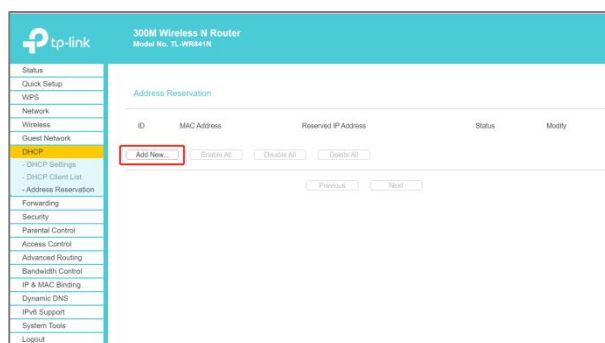 tp-link
300M Wireless N Router
Model No. TL-WR841N
Status
Quick Setup
WPS
Network
Wireless
Guest Network
DHCP
- DHCP Settings
- DHCP Client List
- Address Reservation
Forwarding
Security
Parental Control
Access Control
Advanced Routing
Bandwidth Control
IP & MAC Binding
Dynamic DNS
IPv6 Support
System Tools
Logout
Address Reservation
ID MAC Address Reserved IP Address Status Modify
Add New... Enable All Disable All Delete All
Previous Next